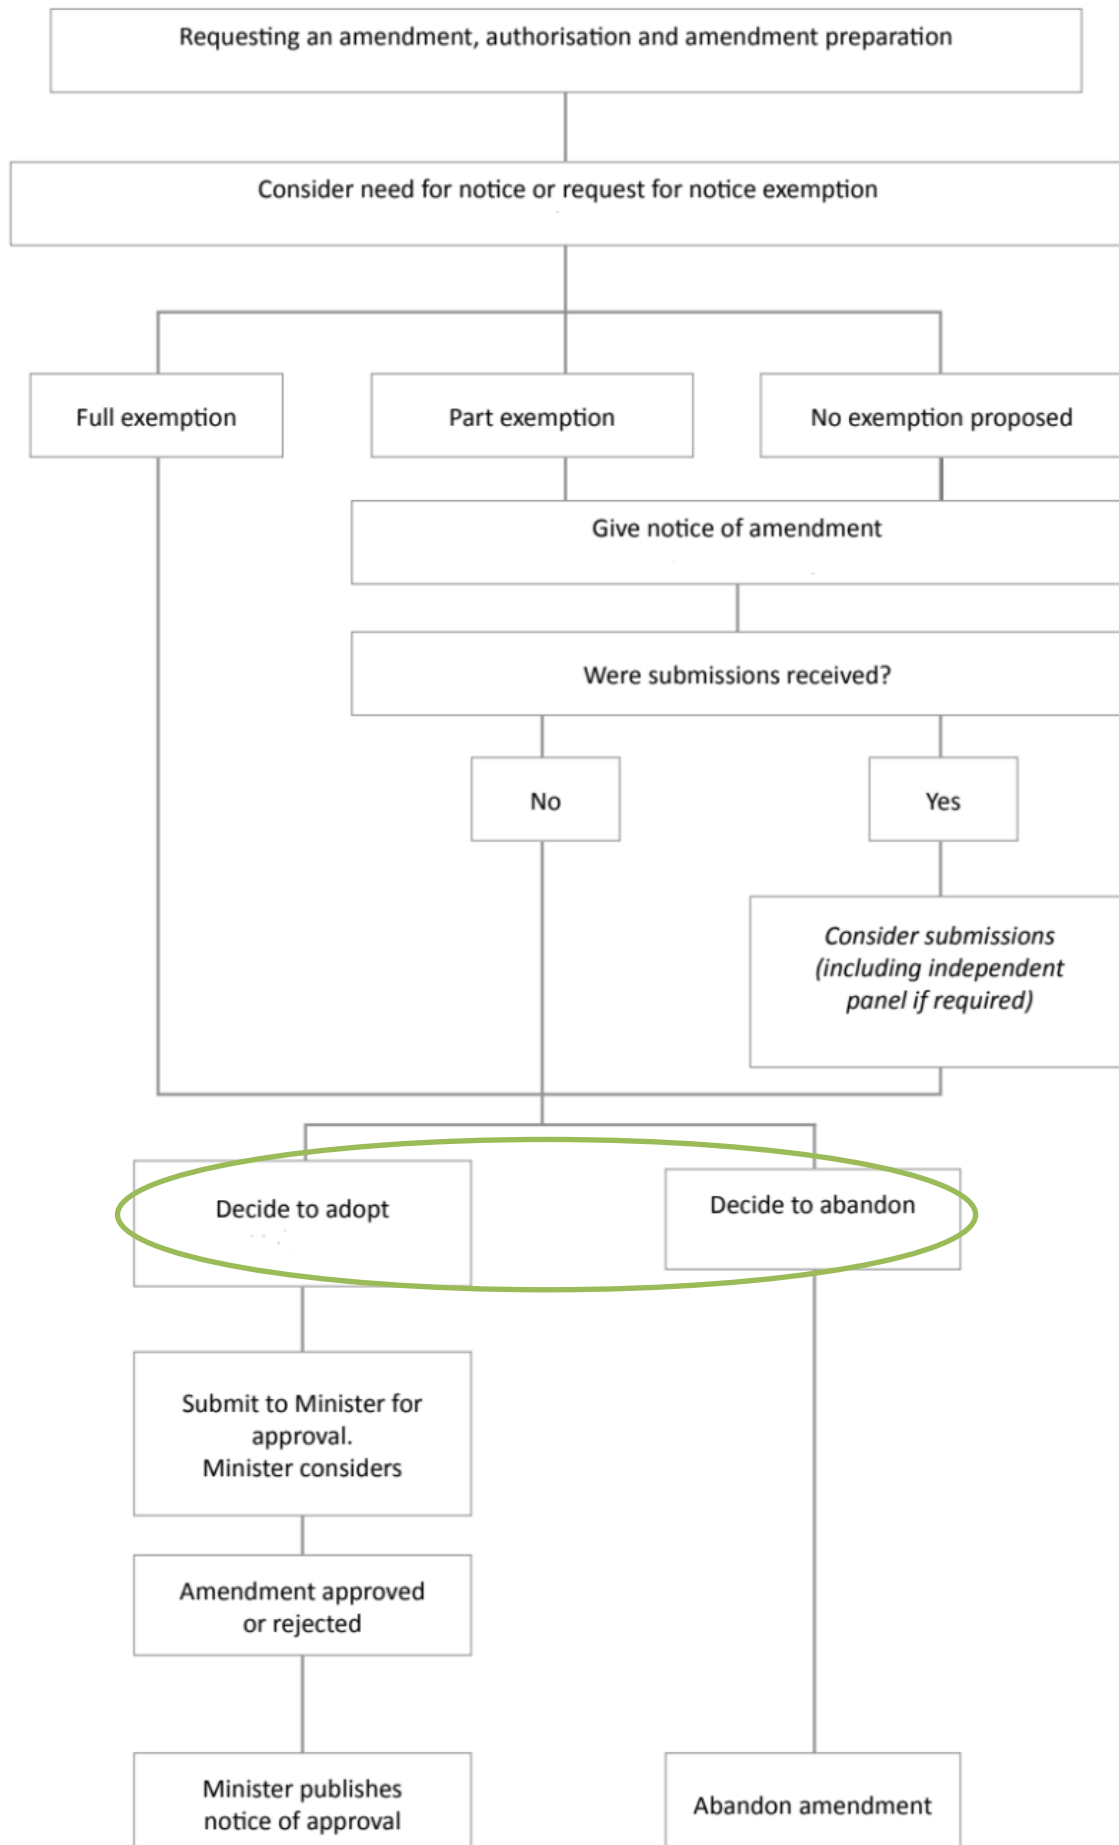 Requesting an amendment, authorisation and amendment preparation
Consider need for notice or request for notice exemption
Full exemption
Part exemption
No exemption proposed
Give notice of amendment
Were submissions received?
No
Yes
Consider submissions
(including independent
panel if required)
Decide to adopt
Decide to abandon
Submit to Minister for
approval.
Minister considers
Amendment approved
or rejected
Minister publishes
notice of approval
Abandon amendment